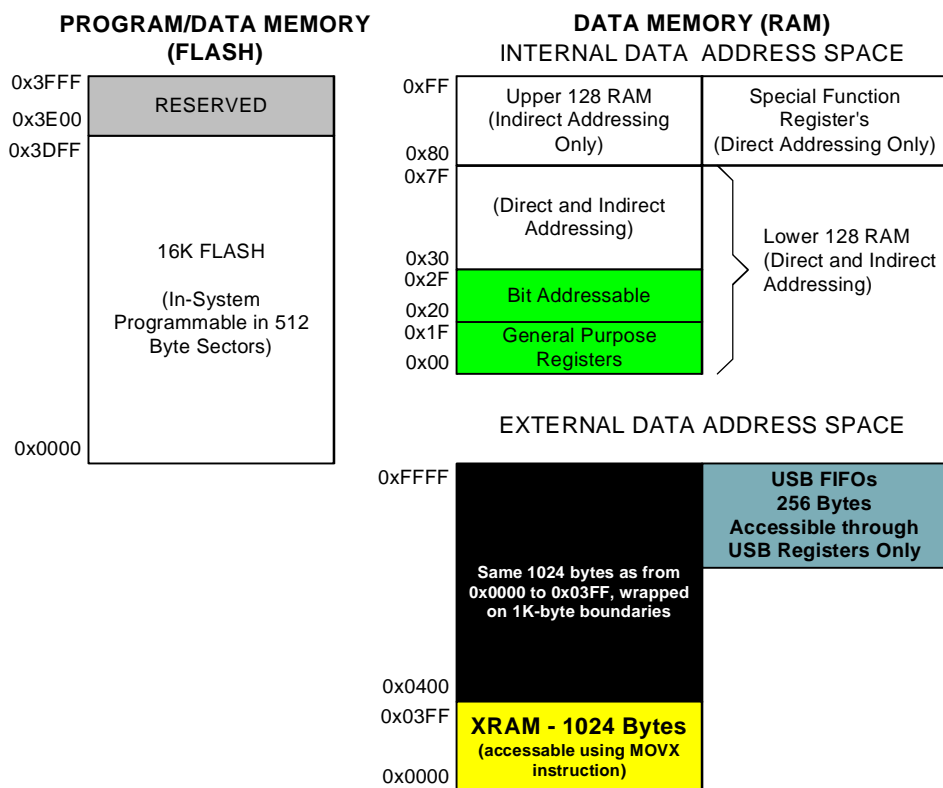 PROGRAM/DATA MEMORY
(FLASH)
0x3FFF
RESERVED
0x3E00
0x3DFF
16K FLASH
(In-System
Programmable in 512
Byte Sectors)
0x0000
DATA MEMORY (RAM)
INTERNAL DATA ADDRESS SPACE
0xFF
Upper 128 RAM
(Indirect Addressing
Only)
0x80
Special Function
Register's
(Direct Addressing Only)
0x7F
(Direct and Indirect
Addressing)
0x30
Lower 128 RAM
(Direct and Indirect
Addressing)
0x2F
Bit Addressable
0x20
0x1F
General Purpose
Registers
0x00
EXTERNAL DATA ADDRESS SPACE
0xFFFF
USB FIFOs
256 Bytes
Accessible through
USB Registers Only
Same 1024 bytes as from
0x0000 to 0x03FF, wrapped
on 1K-byte boundaries
0x0400
0x03FF
XRAM - 1024 Bytes
(accessable using MOVX
instruction)
0x0000